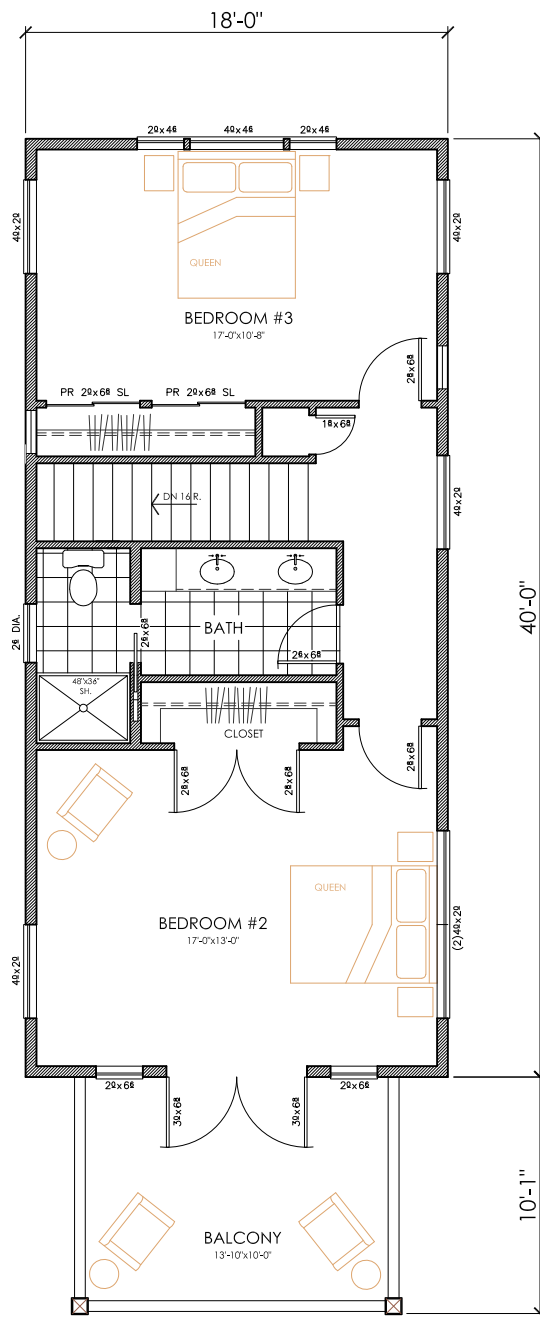 18'-0"
2⁰x4⁶ 4⁰x4⁶ 2⁰x4⁶
4⁰x2⁰
4⁰x2⁰
QUEEN
BEDROOM #3
17'-0"x10'-8"
2⁸x6⁸
PR 2⁰x6⁸ SL PR 2⁰x6⁸ SL
1⁸x6⁸
DN 16 R.
4⁰x2⁰
40'-0"
2⁶ DIA.
2⁶x6⁸
BATH
2⁶x6⁸
48"x36"
SH.
CLOSET
2⁸x6⁸
2⁸x6⁸
2⁸x6⁸
QUEEN
BEDROOM #2
17'-0"x13'-0"
(2)4⁰x2⁰
4⁰x2⁰
2⁰x6⁸
2⁰x6⁸
3⁰x6⁸
3⁰x6⁸
10'-1"
BALCONY
13'-10"x10'-0"